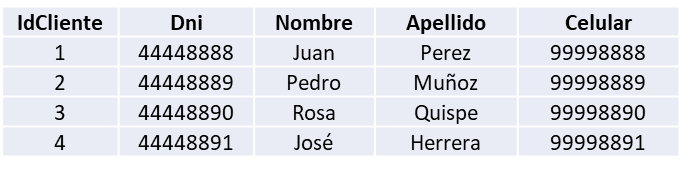 IdCliente Dni Nombre Apellido Celular
1 44448888 Juan Perez 99998888
2 44448889 Pedro Muñoz 99998889
3 44448890 Rosa Quispe 99998890
4 44448891 José Herrera 99998891